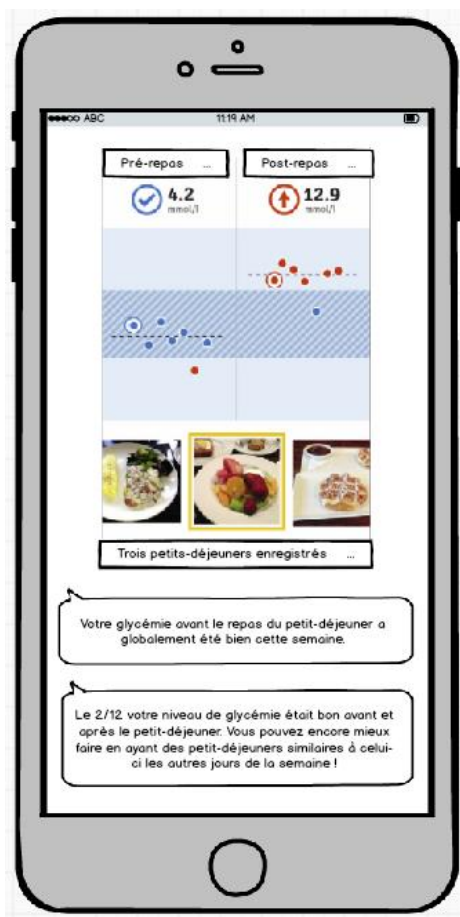 ●●●●○ ABC 11:19 AM
Pré-repas ... Post-repas ...
4.2 12.9
mmol/l mmol/l
Trois petits-déjeuners enregistrés ...
Votre glycémie avant le repas du petit-déjeuner a
globalement été bien cette semaine.
Le 2/12 votre niveau de glycémie était bon avant et
après le petit-déjeuner. Vous pouvez encore mieux
faire en ayant des petit-déjeuners similaires à celui-
ci les autres jours de la semaine !